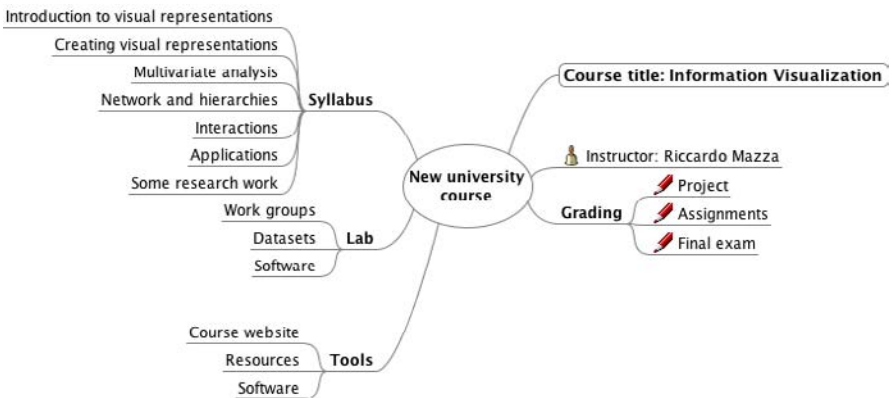 Introduction to visual representations
Creating visual representations
Multivariate analysis
Network and hierarchies
Interactions
Applications
Some research work
Syllabus
Work groups
Datasets
Software
Lab
Course website
Resources
Software
Tools
New university
course
Course title: Information Visualization
Instructor: Riccardo Mazza
Grading
Project
Assignments
Final exam